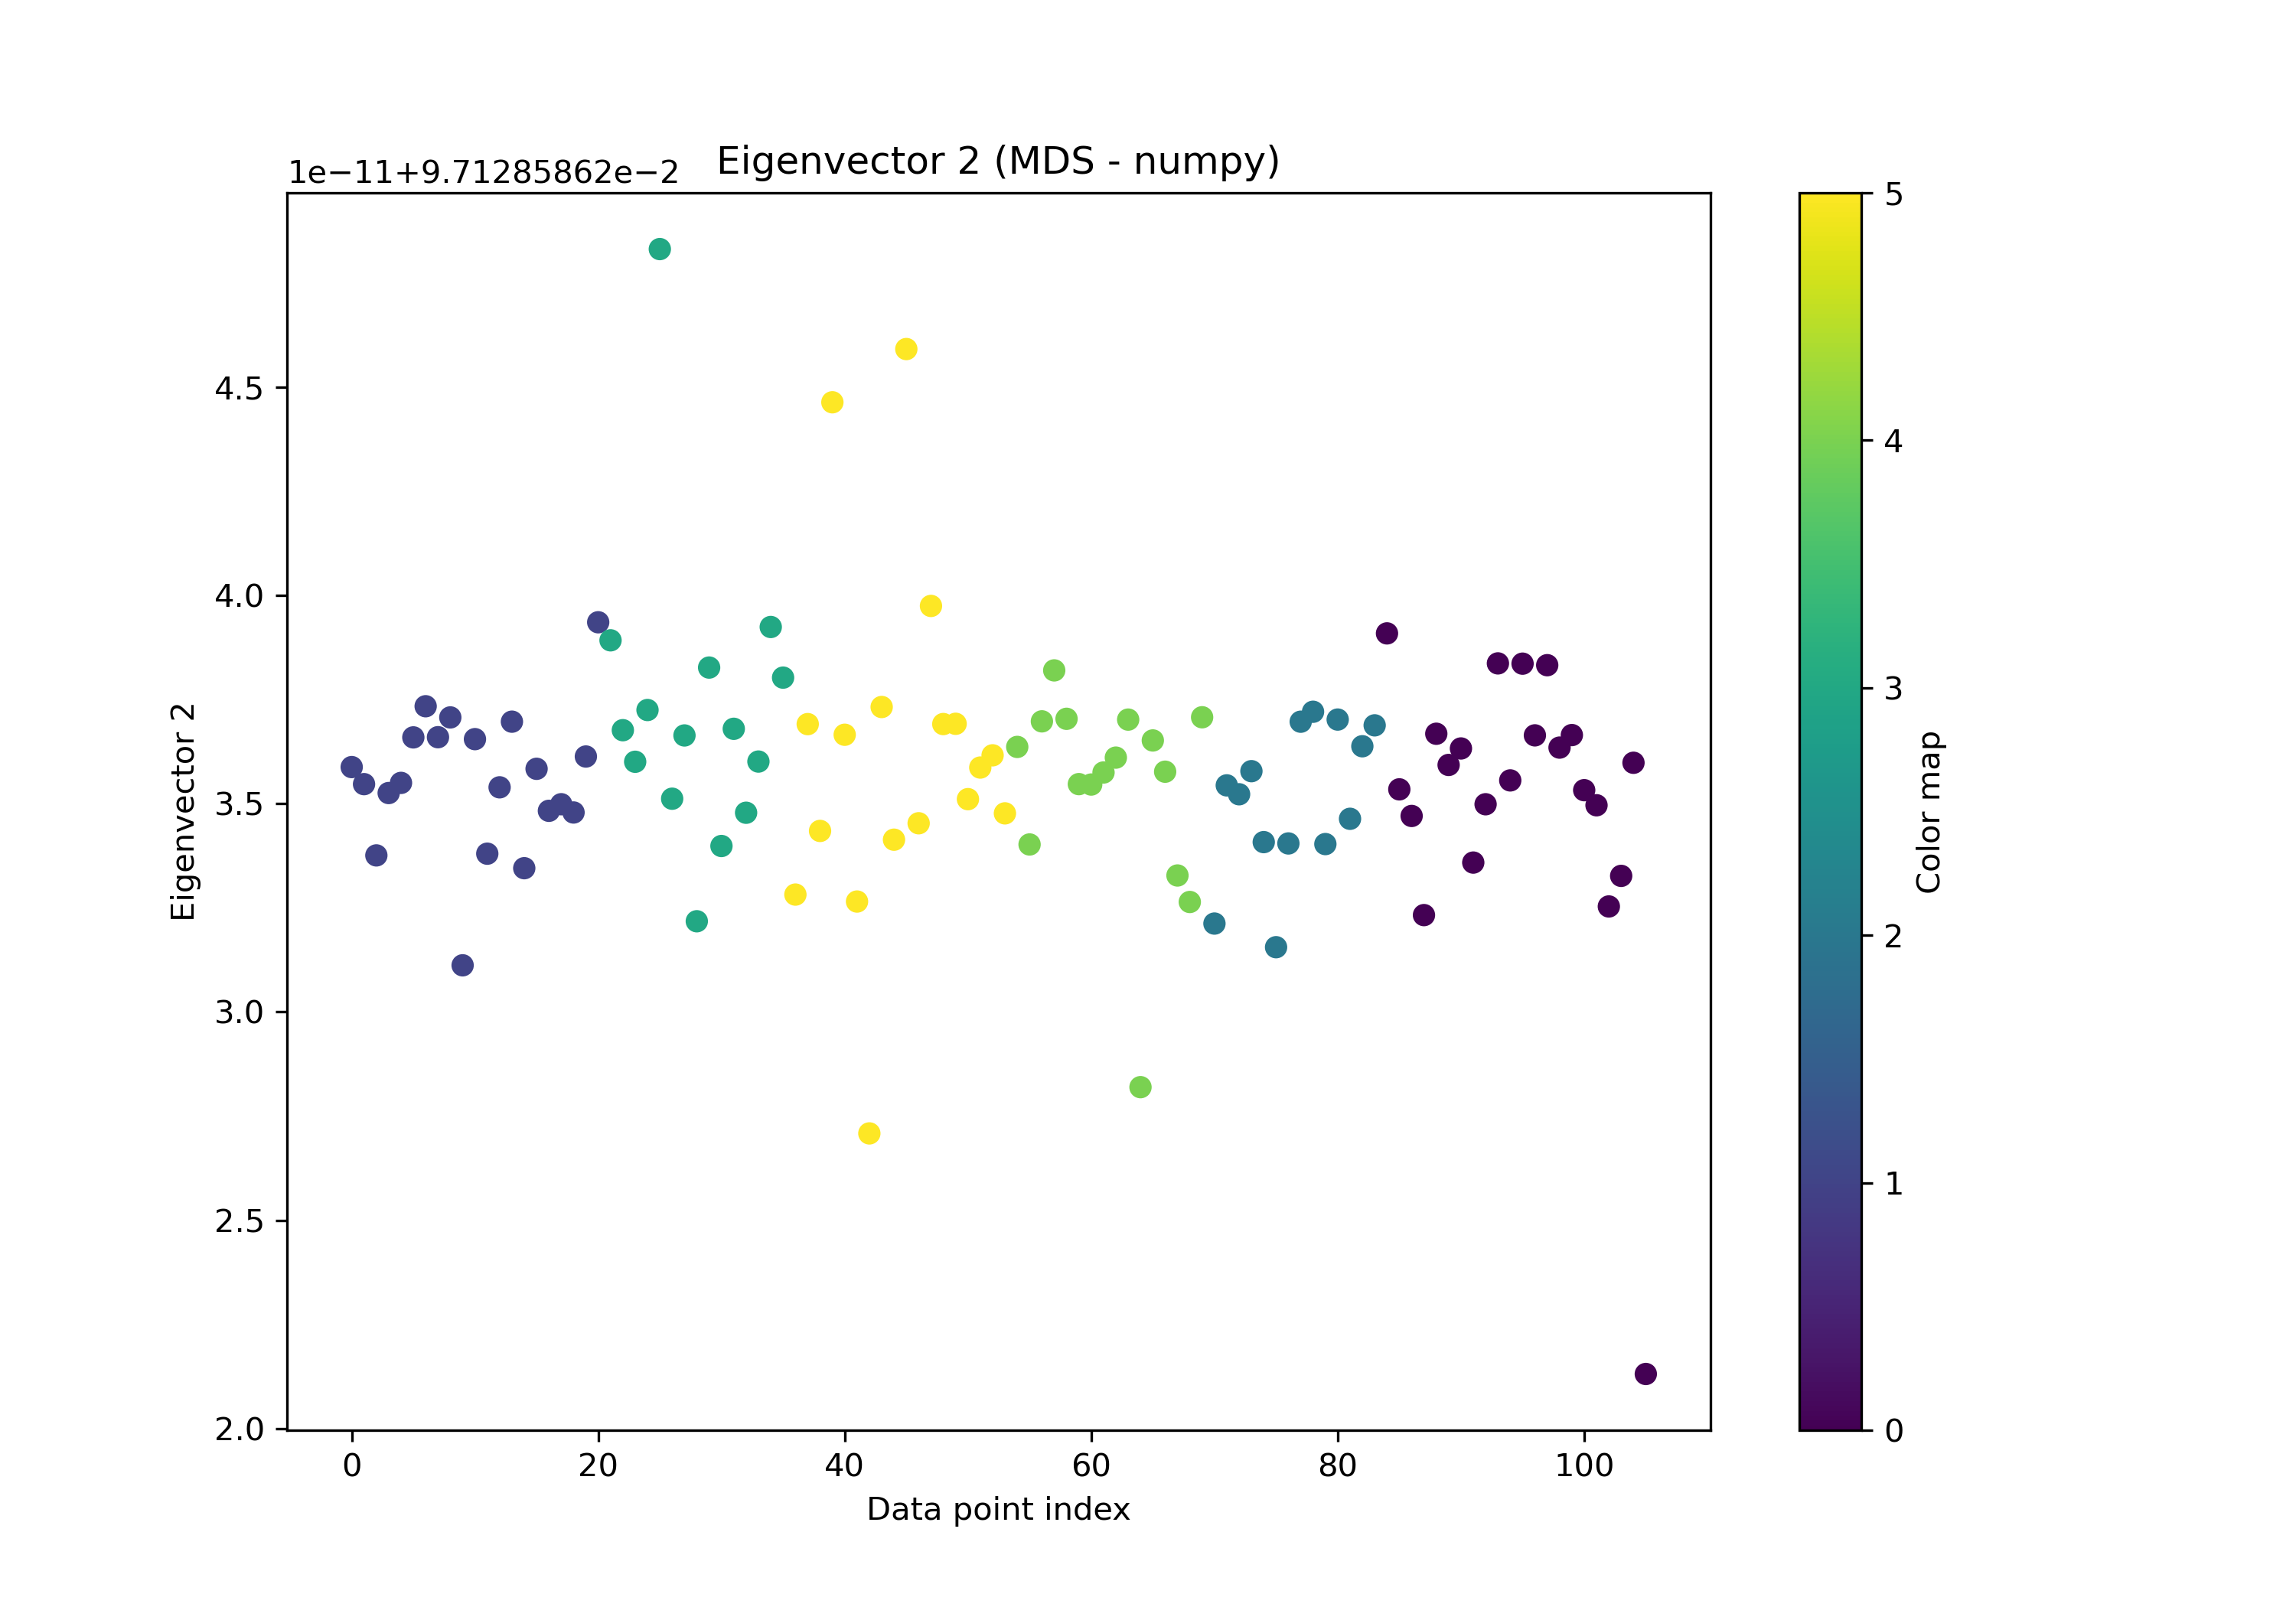 Eigenvector 2 (MDS - numpy)
1e−11+9.71285862e−2
4.5
4.0
3.5
3.0
2.5
2.0
Eigenvector 2
0 20 40 60 80 100
Data point index
5
4
3
2
1
0
Color map